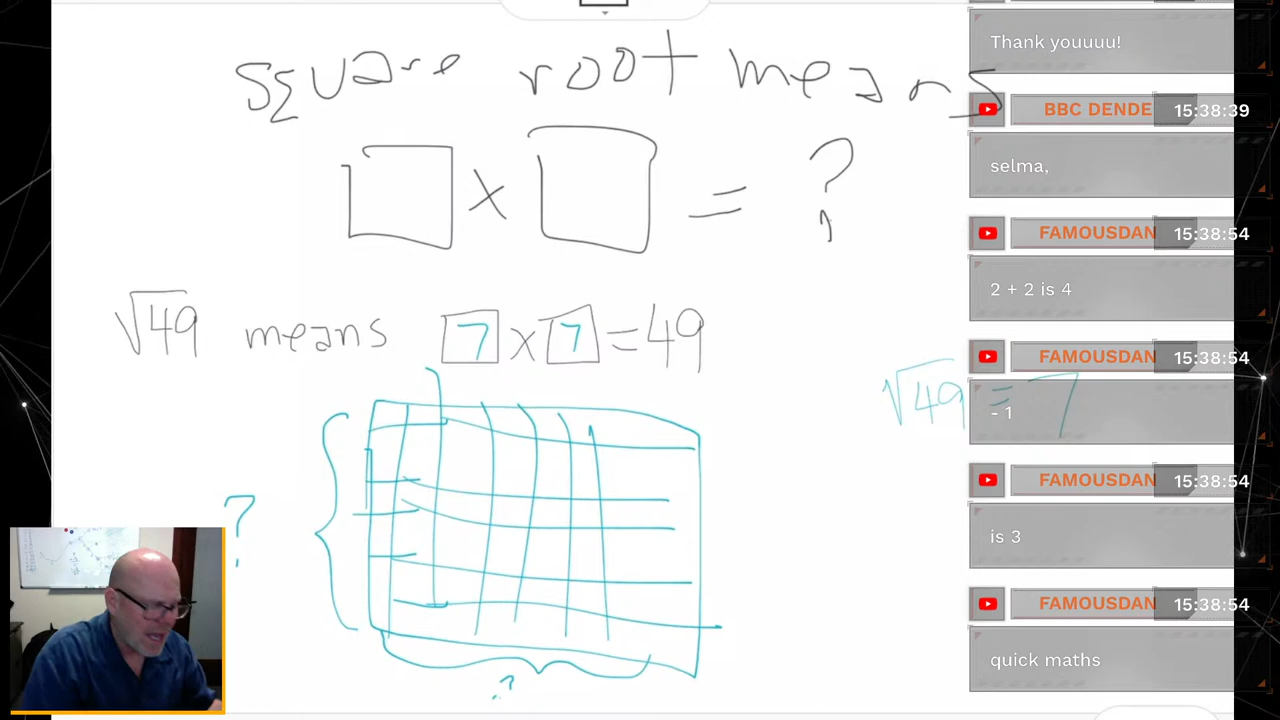 square root means
□ x □ = ?
√49 means 7 x 7 = 49
√49 = 7
?
?
Thank youuuu!
BBC DENDE 15:38:39
selma,
FAMOUSDAN 15:38:54
2 + 2 is 4
FAMOUSDAN 15:38:54
- 1
FAMOUSDAN 15:38:54
is 3
FAMOUSDAN 15:38:54
quick maths